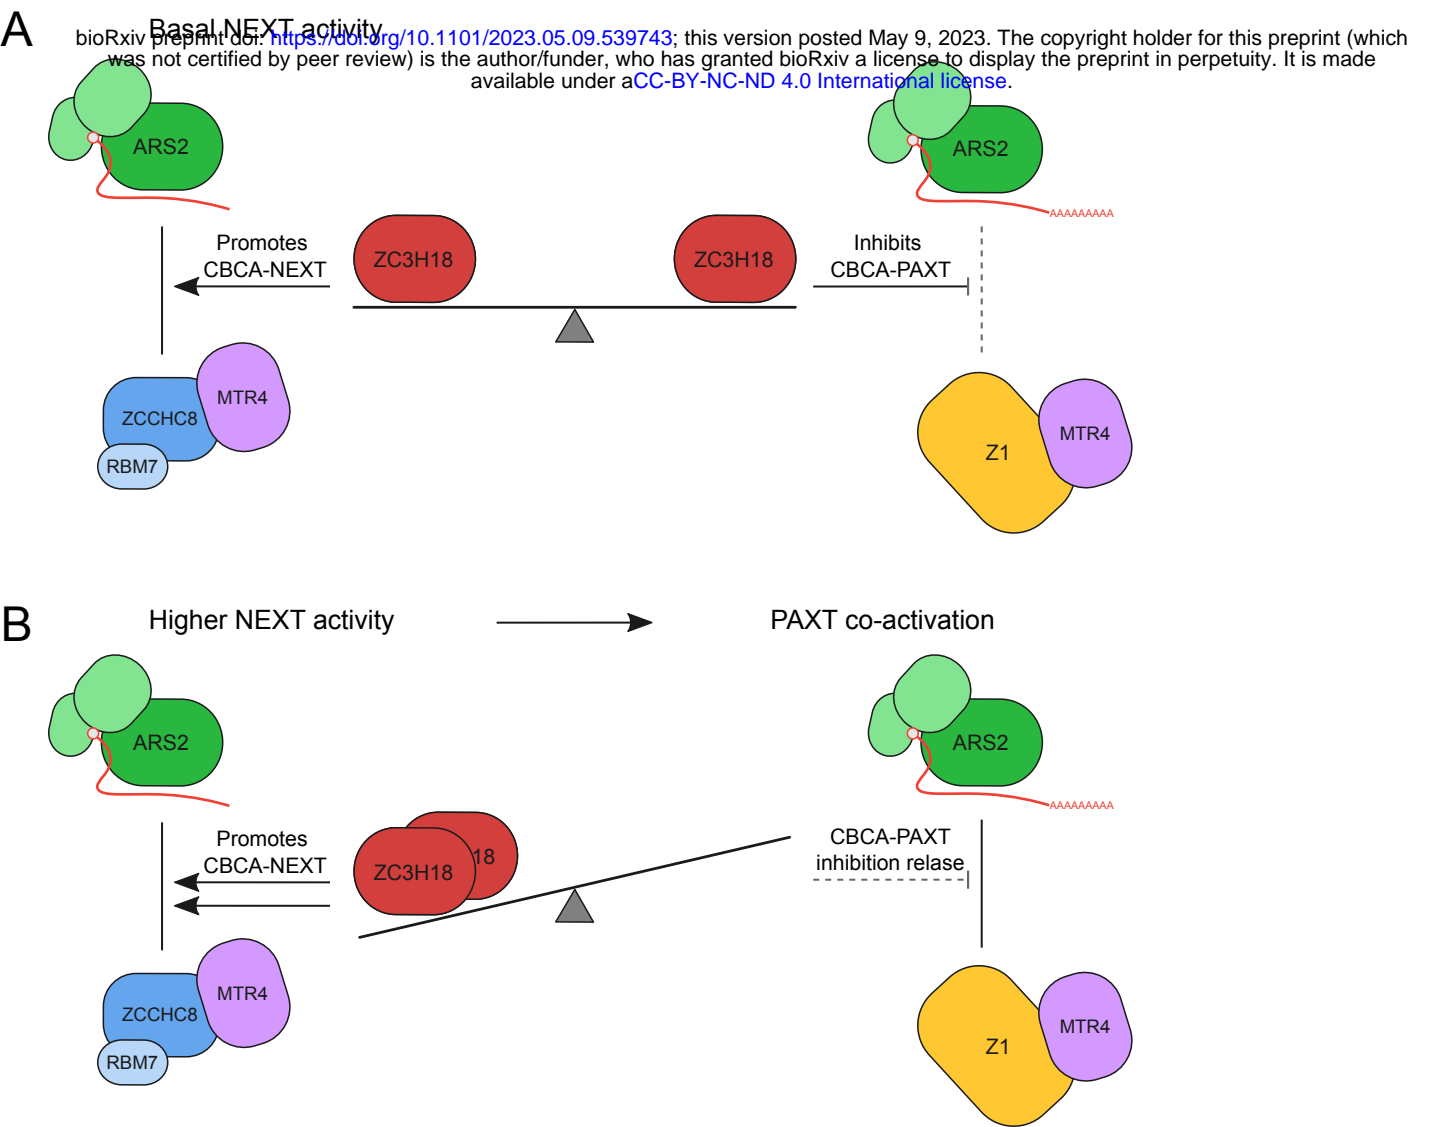 A
Basal NEXT activity
bioRxiv preprint doi: https://doi.org/10.1101/2023.05.09.539743; this version posted May 9, 2023. The copyright holder for this preprint (which
was not certified by peer review) is the author/funder, who has granted bioRxiv a license to display the preprint in perpetuity. It is made
available under aCC-BY-NC-ND 4.0 International license.
ARS2
ARS2
AAAAAAAAA
Promotes
CBCA-NEXT
ZC3H18
ZC3H18
Inhibits
CBCA-PAXT
ZCCHC8
MTR4
RBM7
Z1
MTR4
B
Higher NEXT activity
PAXT co-activation
ARS2
ARS2
AAAAAAAAA
Promotes
CBCA-NEXT
ZC3H18
18
CBCA-PAXT
inhibition relase
ZCCHC8
MTR4
RBM7
Z1
MTR4